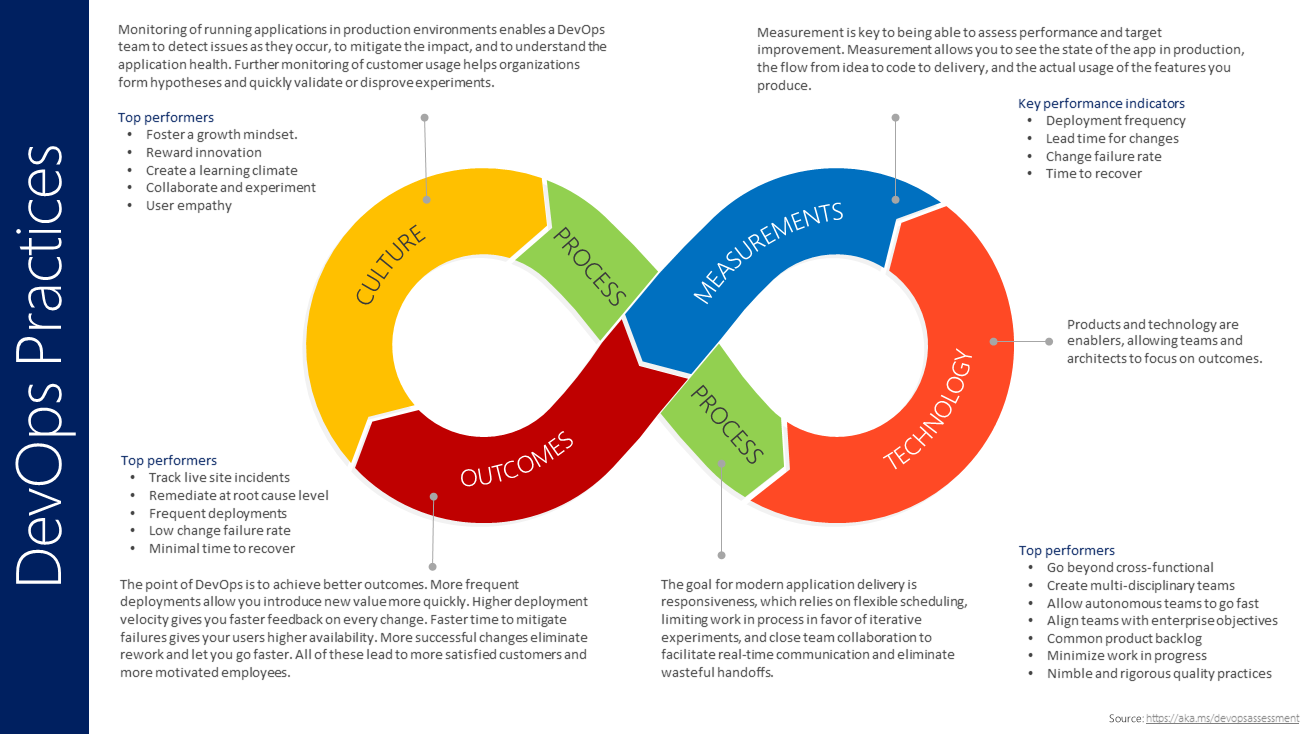 DevOps Practices
Monitoring of running applications in production environments enables a DevOps
team to detect issues as they occur, to mitigate the impact, and to understand the
application health. Further monitoring of customer usage helps organizations
form hypotheses and quickly validate or disprove experiments.
Top performers
• Foster a growth mindset.
• Reward innovation
• Create a learning climate
• Collaborate and experiment
• User empathy
Measurement is key to being able to assess performance and target
improvement. Measurement allows you to see the state of the app in production,
the flow from idea to code to delivery, and the actual usage of the features you
produce.
Key performance indicators
• Deployment frequency
• Lead time for changes
• Change failure rate
• Time to recover
CULTURE
PROCESS
MEASUREMENTS
TECHNOLOGY
PROCESS
OUTCOMES
Products and technology are
enablers, allowing teams and
architects to focus on outcomes.
Top performers
• Track live site incidents
• Remediate at root cause level
• Frequent deployments
• Low change failure rate
• Minimal time to recover
The point of DevOps is to achieve better outcomes. More frequent
deployments allow you introduce new value more quickly. Higher deployment
velocity gives you faster feedback on every change. Faster time to mitigate
failures gives your users higher availability. More successful changes eliminate
rework and let you go faster. All of these lead to more satisfied customers and
more motivated employees.
The goal for modern application delivery is
responsiveness, which relies on flexible scheduling,
limiting work in process in favor of iterative
experiments, and close team collaboration to
facilitate real-time communication and eliminate
wasteful handoffs.
Top performers
• Go beyond cross-functional
• Create multi-disciplinary teams
• Allow autonomous teams to go fast
• Align teams with enterprise objectives
• Common product backlog
• Minimize work in progress
• Nimble and rigorous quality practices
Source: https://aka.ms/devopsassessment